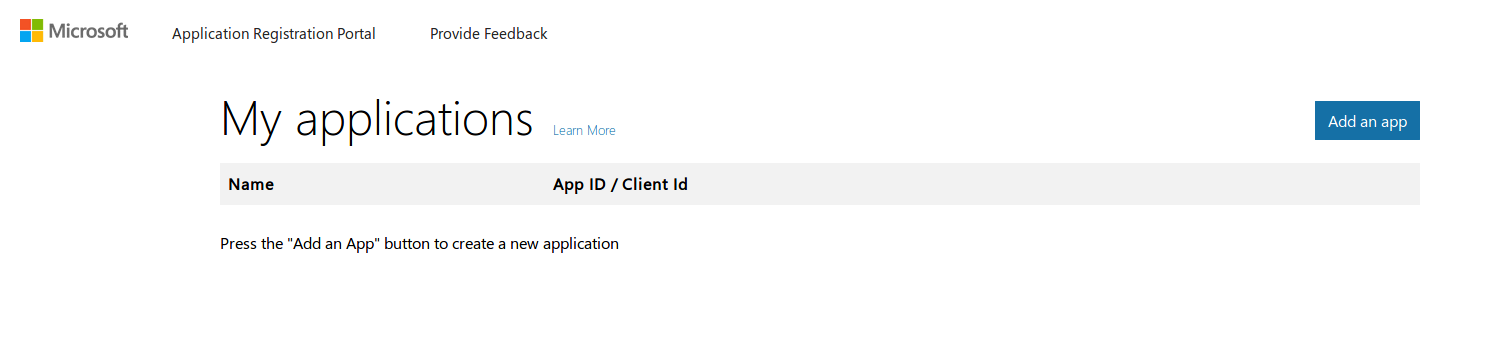 Microsoft Application Registration Portal Provide Feedback
My applications Learn More Add an app
Name App ID / Client Id
Press the "Add an App" button to create a new application